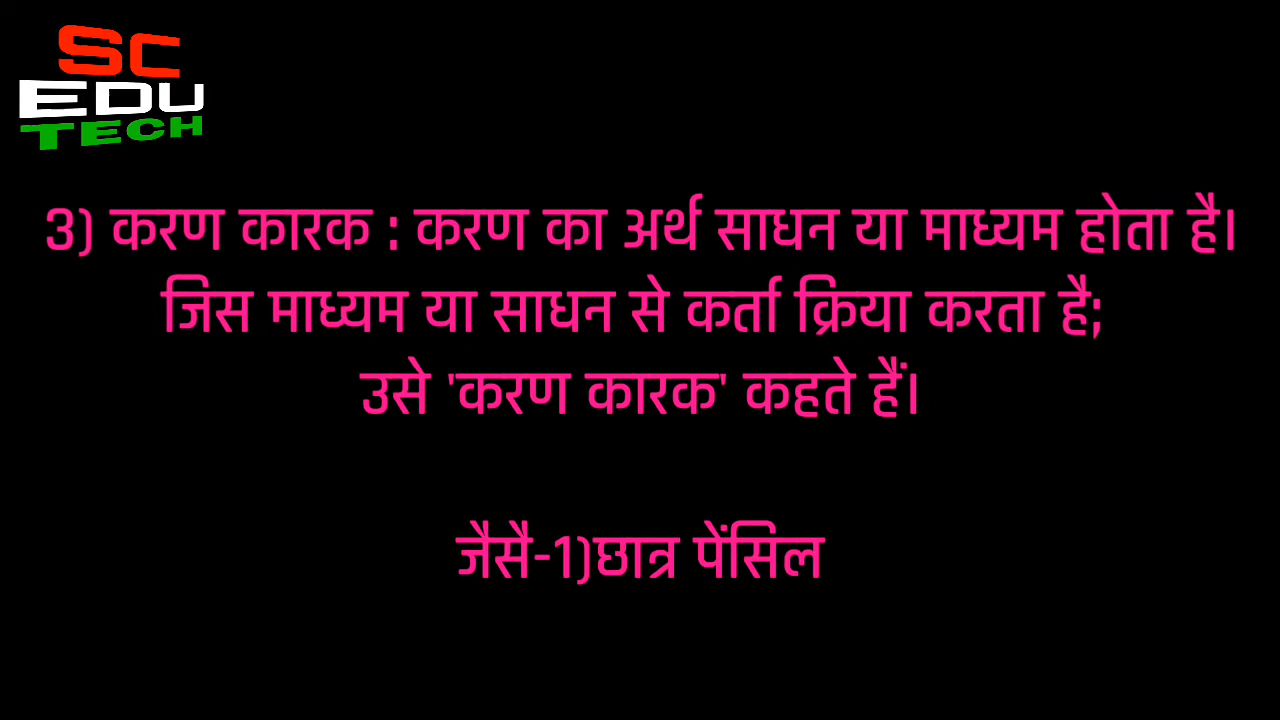 SC
EDU
TECH
3) करण कारक : करण का अर्थ साधन या माध्यम होता है।
जिस माध्यम या साधन से कर्ता क्रिया करता है;
उसे 'करण कारक' कहते हैं।
जैसै-1)छात्र पेंसिल